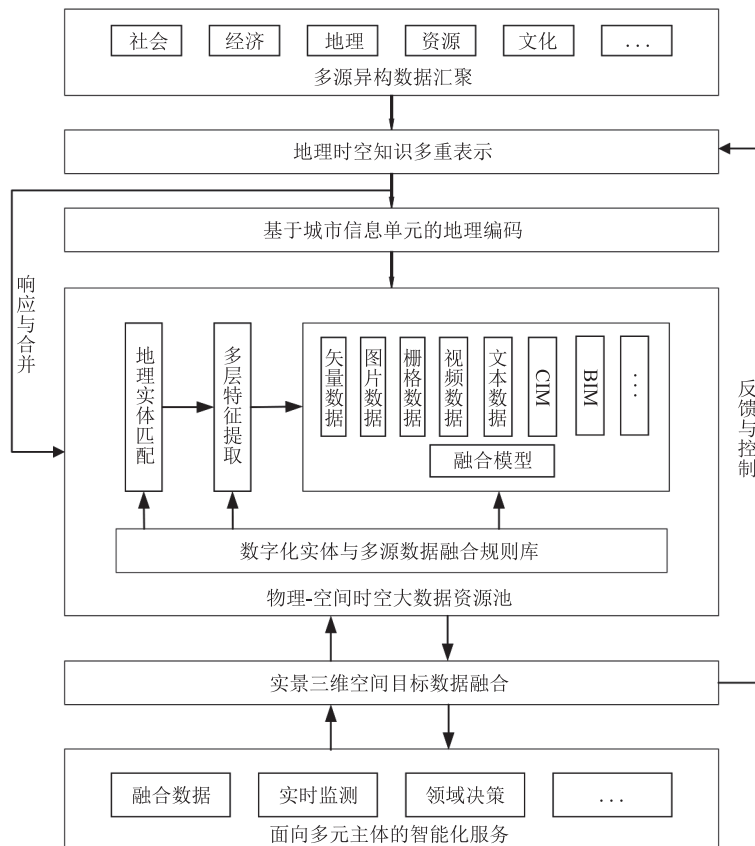 社会
经济
地理
资源
文化
...
多源异构数据汇聚
地理时空知识多重表示
基于城市信息单元的地理编码
响应与合并
地理实体匹配
多层特征提取
矢量数据
图片数据
栅格数据
视频数据
文本数据
CIM
BIM
...
融合模型
数字化实体与多源数据融合规则库
物理-空间时空大数据资源池
反馈与控制
实景三维空间目标数据融合
融合数据
实时监测
领域决策
...
面向多元主体的智能化服务